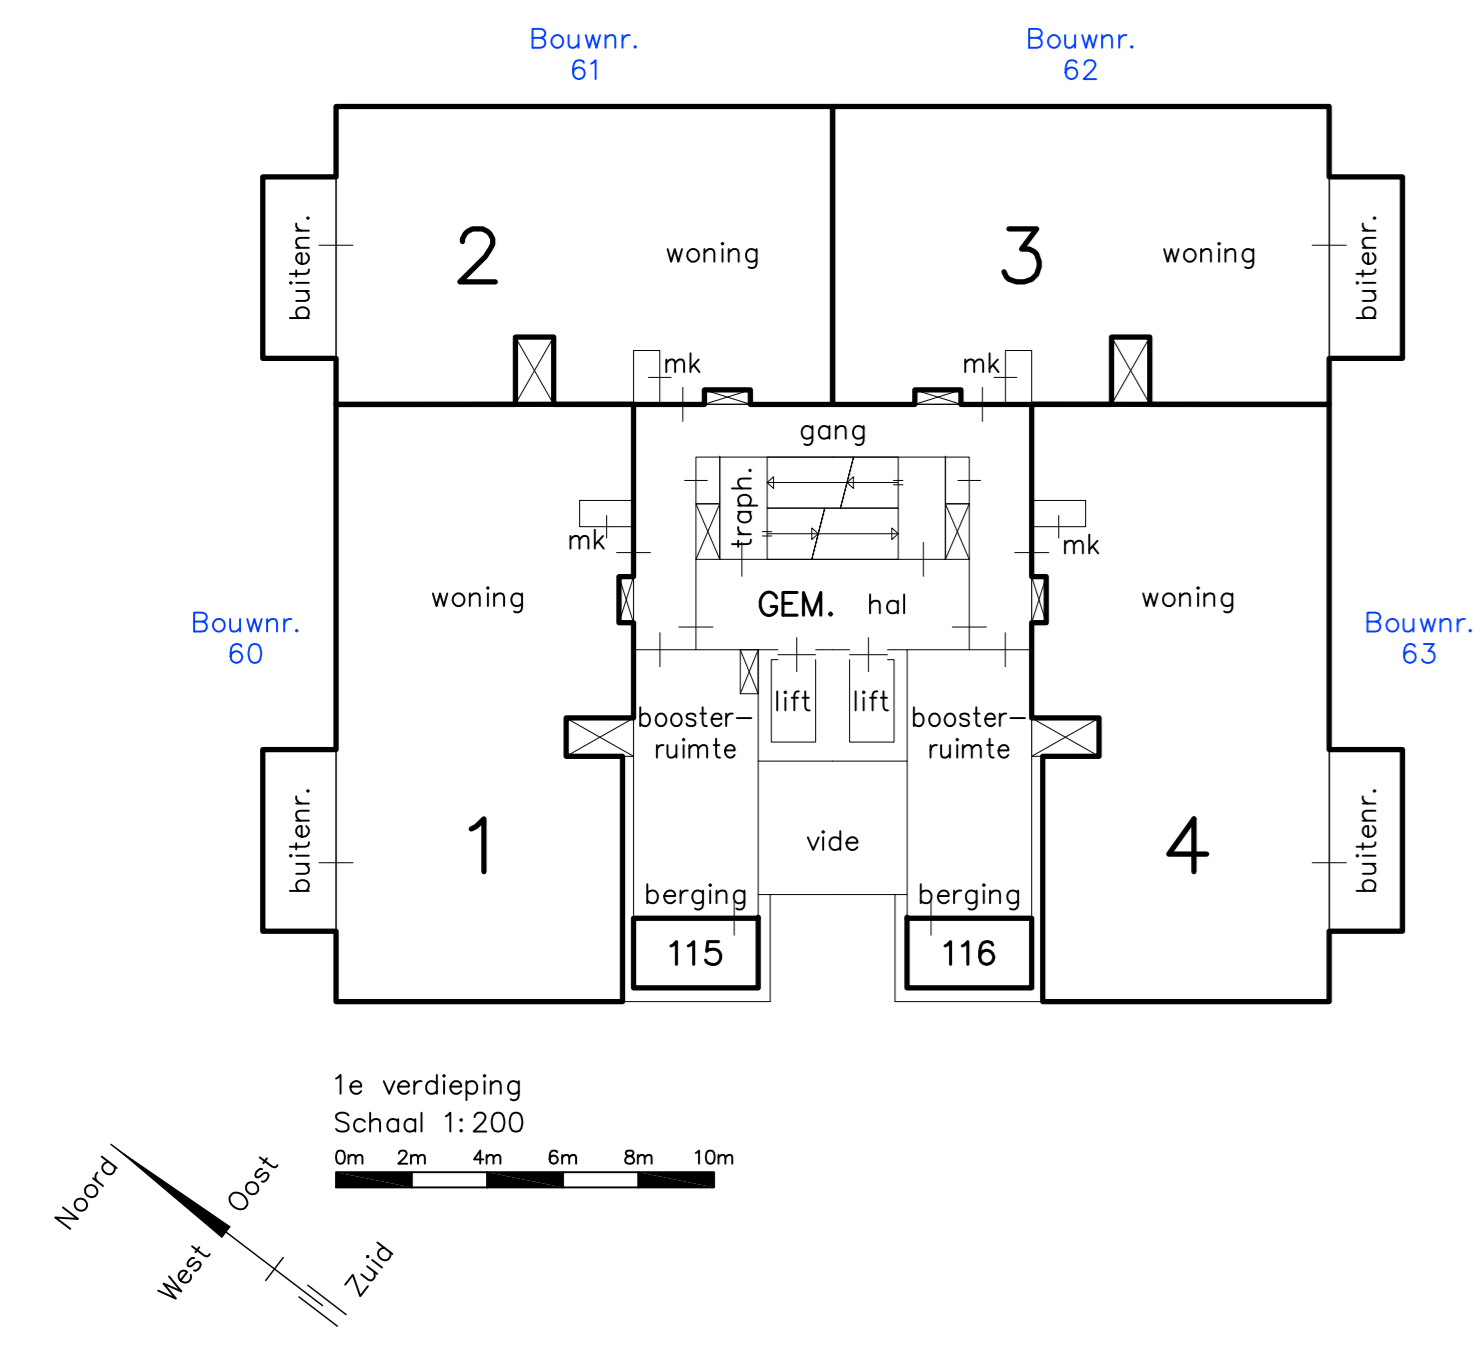 Bouwnr.
61
Bouwnr.
62
buitenr.
2
woning
3
woning
buitenr.
mk
mk
gang
traph.
mk
mk
woning
GEM. hal
woning
Bouwnr.
60
Bouwnr.
63
lift
lift
booster-
ruimte
booster-
ruimte
buitenr.
1
vide
4
buitenr.
berging
berging
115
116
1e verdieping
Schaal 1:200
0m 2m 4m 6m 8m 10m
Noord
Oost
West
Zuid